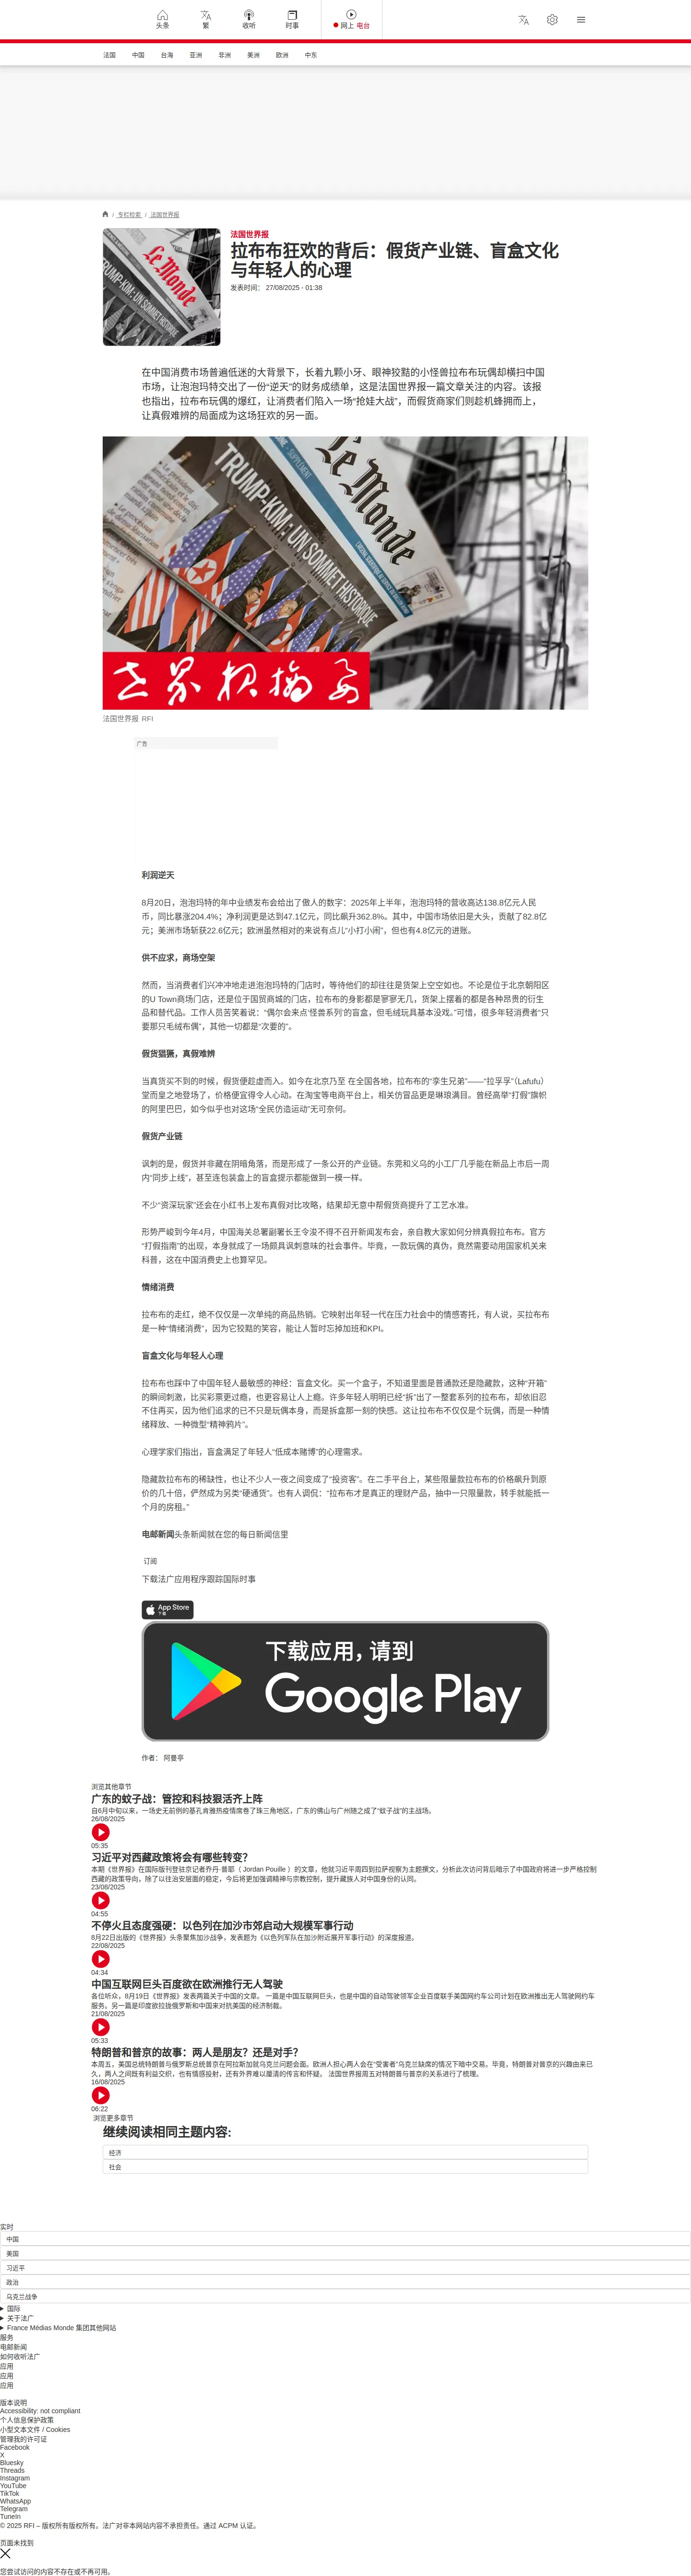 头条
繁
收听
时事
网上 电台
法国
中国
台海
亚洲
非洲
美洲
欧洲
中东
/ 专栏检索 / 法国世界报
法国世界报
拉布布狂欢的背后：假货产业链、盲盒文化
与年轻人的心理
发表时间： 27/08/2025 - 01:38
在中国消费市场普遍低迷的大背景下，长着九颗小牙、眼神狡黠的小怪兽拉布布玩偶却横扫中国
市场，让泡泡玛特交出了一份“逆天”的财务成绩单，这是法国世界报一篇文章关注的内容。该报
也指出，拉布布玩偶的爆红，让消费者们陷入一场“抢娃大战”，而假货商家们则趁机蜂拥而上，
让真假难辨的局面成为这场狂欢的另一面。
Le Monde
TRUMP-KIM: UN SOMMET HISTORIQUE
世界报摘要
法国世界报 RFI
广告
利润逆天
8月20日，泡泡玛特的年中业绩发布会给出了傲人的数字：2025年上半年，泡泡玛特的营收高达138.8亿元人民
币，同比暴涨204.4%；净利润更是达到47.1亿元，同比飙升362.8%。其中，中国市场依旧是大头，贡献了82.8亿
元；美洲市场斩获22.6亿元；欧洲虽然相对的来说有点儿“小打小闹”，但也有4.8亿元的进账。
供不应求，商场空架
然而，当消费者们兴冲冲地走进泡泡玛特的门店时，等待他们的却往往是货架上空空如也。不论是位于北京朝阳区
的U Town商场门店，还是位于国贸商城的门店，拉布布的身影都是寥寥无几，货架上摆着的都是各种昂贵的衍生
品和替代品。工作人员苦笑着说：“偶尔会来点‘怪兽系列’的盲盒，但毛绒玩具基本没戏。”可惜，很多年轻消费者“只
要那只毛绒布偶”，其他一切都是“次要的”。
假货猖獗，真假难辨
当真货买不到的时候，假货便趁虚而入。如今在北京乃至 在全国各地，拉布布的“孪生兄弟”——“拉孚孚”（Lafufu）
堂而皇之地登场了，价格便宜得令人心动。在淘宝等电商平台上，相关仿冒品更是琳琅满目。曾经高举“打假”旗帜
的阿里巴巴，如今似乎也对这场“全民仿造运动”无可奈何。
假货产业链
讽刺的是，假货并非藏在阴暗角落，而是形成了一条公开的产业链。东莞和义乌的小工厂几乎能在新品上市后一周
内“同步上线”，甚至连包装盒上的盲盒提示都能做到一模一样。
不少“资深玩家”还会在小红书上发布真假对比攻略，结果却无意中帮假货商提升了工艺水准。
形势严峻到今年4月，中国海关总署副署长王令浚不得不召开新闻发布会，亲自教大家如何分辨真假拉布布。官方
“打假指南”的出现，本身就成了一场颇具讽刺意味的社会事件。毕竟，一款玩偶的真伪，竟然需要动用国家机关来
科普，这在中国消费史上也算罕见。
情绪消费
拉布布的走红，绝不仅仅是一次单纯的商品热销。它映射出年轻一代在压力社会中的情感寄托，有人说，买拉布布
是一种“情绪消费”，因为它狡黠的笑容，能让人暂时忘掉加班和KPI。
盲盒文化与年轻人心理
拉布布也踩中了中国年轻人最敏感的神经：盲盒文化。买一个盒子，不知道里面是普通款还是隐藏款，这种“开箱”
的瞬间刺激，比买彩票更过瘾，也更容易让人上瘾。许多年轻人明明已经“拆”出了一整套系列的拉布布，却依旧忍
不住再买，因为他们追求的已不只是玩偶本身，而是拆盒那一刻的快感。这让拉布布不仅仅是个玩偶，而是一种情
绪释放、一种微型“精神鸦片”。
心理学家们指出，盲盒满足了年轻人“低成本赌博”的心理需求。
隐藏款拉布布的稀缺性，也让不少人一夜之间变成了“投资客”。在二手平台上，某些限量款拉布布的价格飙升到原
价的几十倍，俨然成为另类“硬通货”。也有人调侃：“拉布布才是真正的理财产品，抽中一只限量款，转手就能抵一
个月的房租。”
电邮新闻头条新闻就在您的每日新闻信里
订阅
下载法广应用程序跟踪国际时事
App Store
下载
下载应用，请到
Google Play
作者： 阿曼亭
浏览其他章节
广东的蚊子战：管控和科技狠活齐上阵
自6月中旬以来，一场史无前例的基孔肯雅热疫情席卷了珠三角地区，广东的佛山与广州随之成了“蚊子战”的主战场。
26/08/2025
05:35
习近平对西藏政策将会有哪些转变？
本期《世界报》在国际版刊登驻京记者乔丹·普耶（ Jordan Pouille ）的文章，他就习近平周四到拉萨视察为主题撰文，分析此次访问背后暗示了中国政府将进一步严格控制
西藏的政策导向，除了以往治安层面的稳定，今后将更加强调精神与宗教控制，提升藏族人对中国身份的认同。
23/08/2025
04:55
不停火且态度强硬：以色列在加沙市郊启动大规模军事行动
8月22日出版的《世界报》头条聚焦加沙战争，发表题为《以色列军队在加沙附近展开军事行动》的深度报道。
22/08/2025
04:34
中国互联网巨头百度欲在欧洲推行无人驾驶
各位听众，8月19日《世界报》发表两篇关于中国的文章。 一篇是中国互联网巨头，也是中国的自动驾驶领军企业百度联手美国网约车公司计划在欧洲推出无人驾驶网约车
服务。另一篇是印度欲拉拢俄罗斯和中国来对抗美国的经济制裁。
21/08/2025
05:33
特朗普和普京的故事：两人是朋友？还是对手？
本周五，美国总统特朗普与俄罗斯总统普京在阿拉斯加就乌克兰问题会面。欧洲人担心两人会在“受害者”乌克兰缺席的情况下暗中交易。毕竟，特朗普对普京的兴趣由来已
久，两人之间既有利益交织，也有情感投射，还有外界难以厘清的传言和怀疑。 法国世界报周五对特朗普与普京的关系进行了梳理。
16/08/2025
06:22
浏览更多章节
继续阅读相同主题内容:
经济
社会
实时
中国
美国
习近平
政治
乌克兰战争
国际
关于法广
France Médias Monde 集团其他网站
服务
电邮新闻
如何收听法广
应用
应用
应用
版本说明
Accessibility: not compliant
个人信息保护政策
小型文本文件 / Cookies
管理我的许可证
Facebook
X
Bluesky
Threads
Instagram
YouTube
TikTok
WhatsApp
Telegram
TuneIn
© 2025 RFI – 版权所有版权所有。法广对非本网站内容不承担责任。通过 ACPM 认证。
页面未找到
您尝试访问的内容不存在或不再可用。